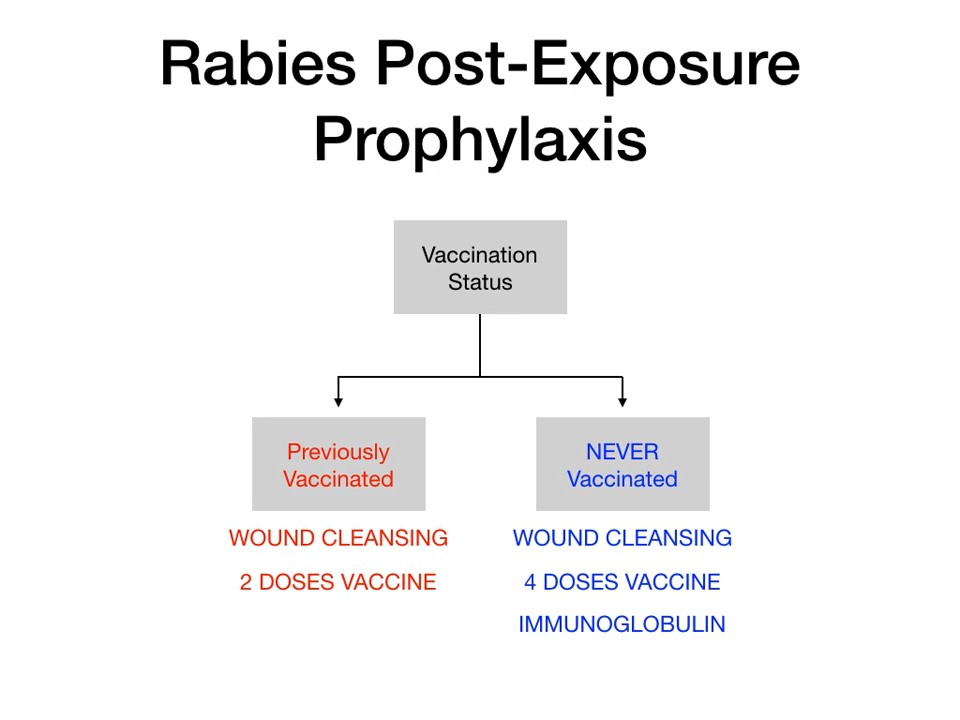 Rabies Post-Exposure
Prophylaxis
Vaccination
Status
Previously
Vaccinated
NEVER
Vaccinated
WOUND CLEANSING
2 DOSES VACCINE
WOUND CLEANSING
4 DOSES VACCINE
IMMUNOGLOBULIN